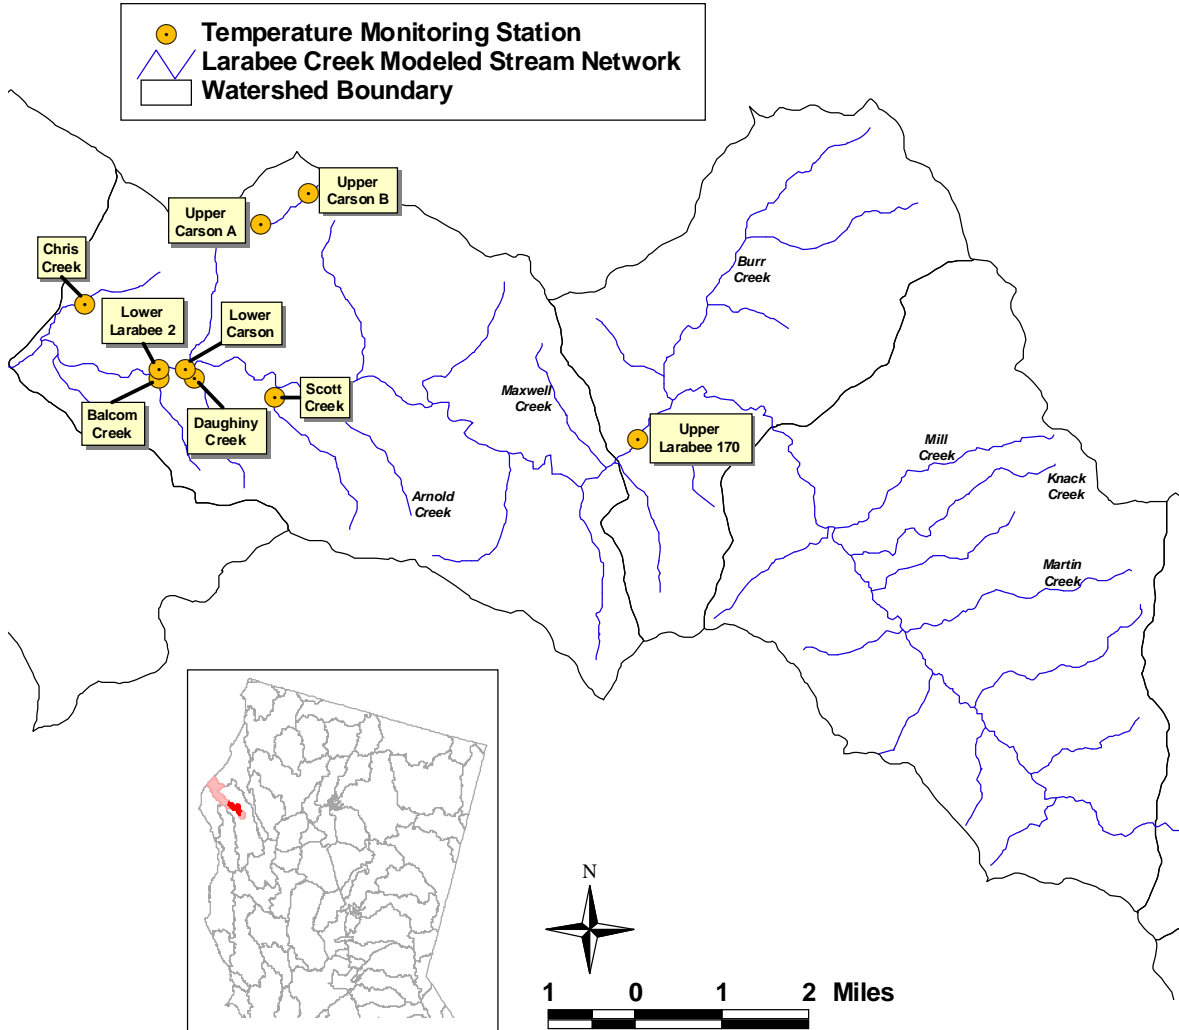 Temperature Monitoring Station
Larabee Creek Modeled Stream Network
Watershed Boundary
Upper
Carson B
Upper
Carson A
Chris
Creek
Burr
Creek
Lower
Larabee 2
Lower
Carson
Scott
Creek
Maxwell
Creek
Balcom
Creek
Daughiny
Creek
Upper
Larabee 170
Mill
Creek
Knack
Creek
Arnold
Creek
Martin
Creek
N
1 0 1 2 Miles